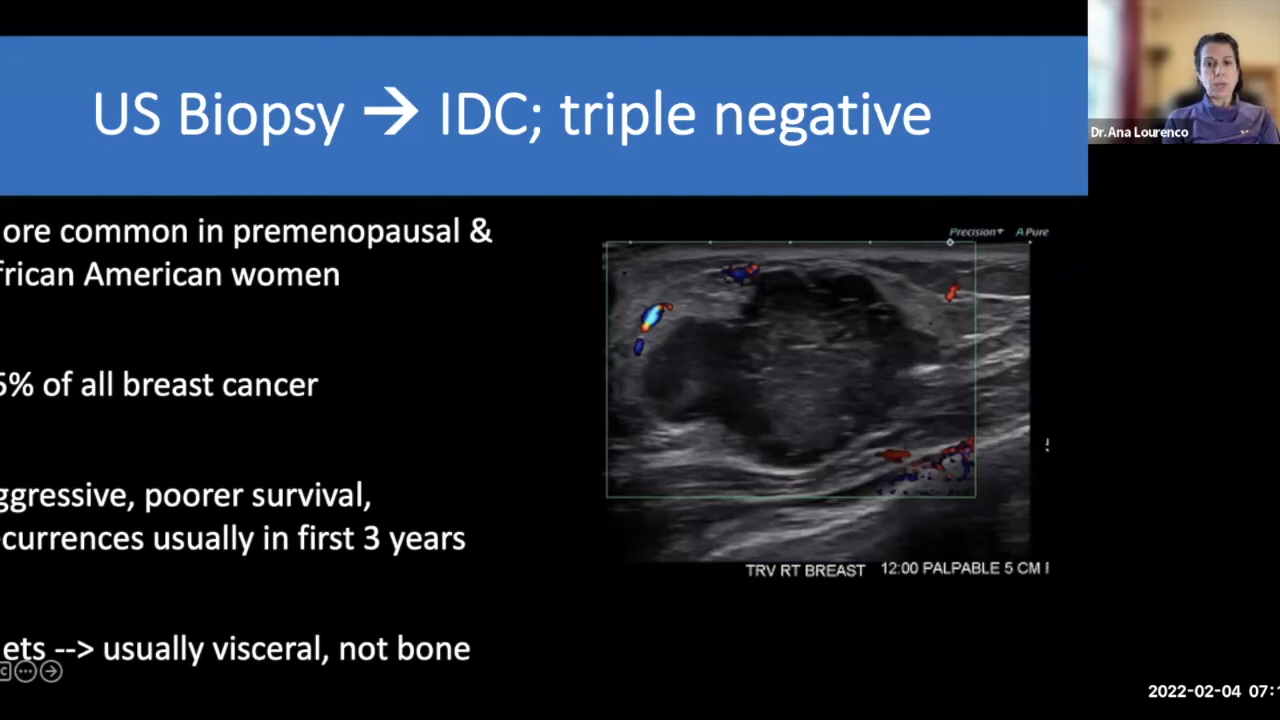 US Biopsy → IDC; triple negative
Dr. Ana Lourenco
ore common in premenopausal &
frican American women
5% of all breast cancer
ggressive, poorer survival,
currences usually in first 3 years
ets --> usually visceral, not bone
Precision+ A Pure
TRV RT BREAST 12:00 PALPABLE 5 CM
2022-02-04 07:1